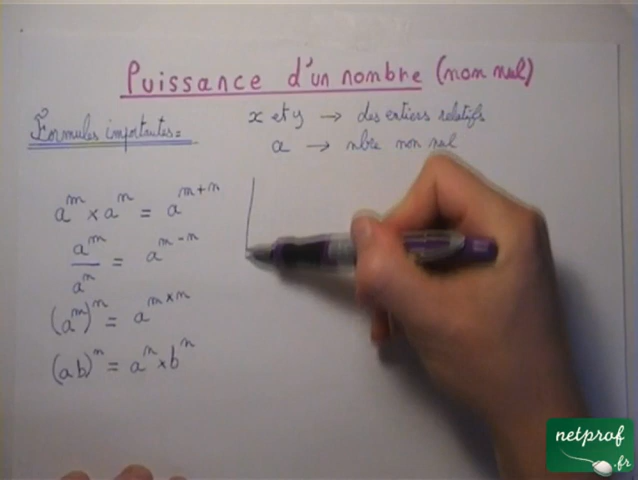 Puissance d'un nombre (non nul)
Formules importantes:
x et y → des entiers relatifs
a → nbre non nul
a^m × a^n = a^{m+n}
a^m / a^n = a^{m-n}
(a^m)^n = a^{m×n}
(ab)^n = a^n × b^n
netprof
.fr